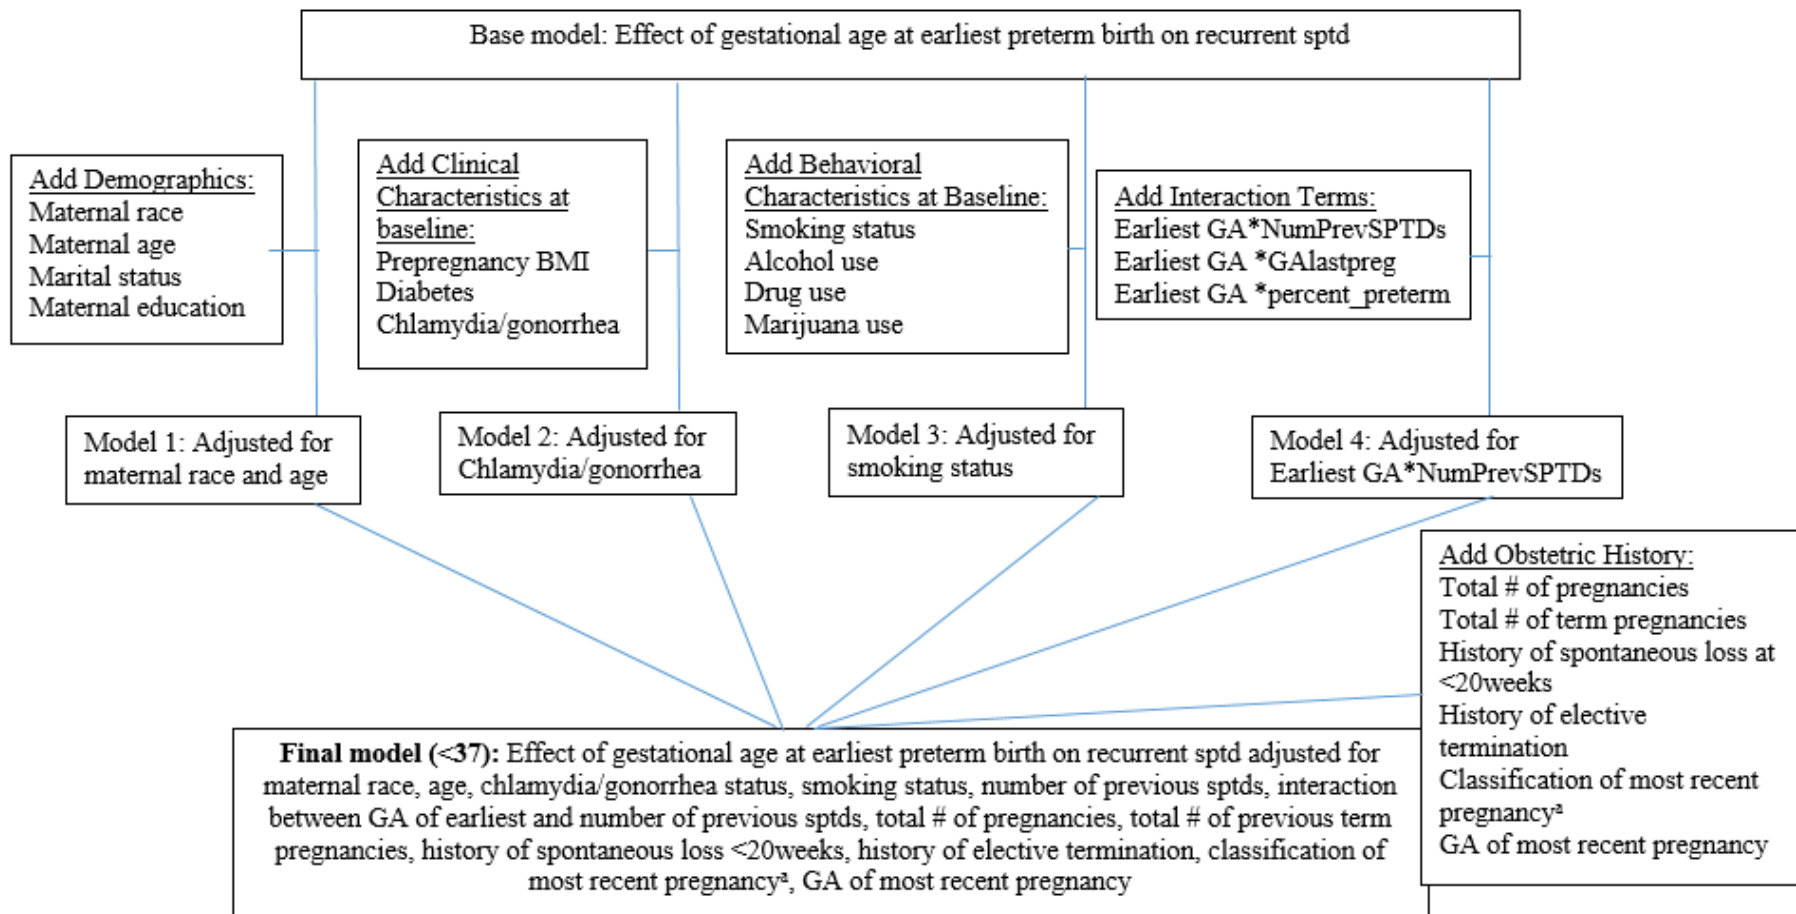 Base model: Effect of gestational age at earliest preterm birth on recurrent sptd
Add Demographics:
Maternal race
Maternal age
Marital status
Maternal education
Add Clinical
Characteristics at
baseline:
Prepregnancy BMI
Diabetes
Chlamydia/gonorrhea
Add Behavioral
Characteristics at Baseline:
Smoking status
Alcohol use
Drug use
Marijuana use
Add Interaction Terms:
Earliest GA*NumPrevSPTDs
Earliest GA *GAlastpreg
Earliest GA *percent_preterm
Model 1: Adjusted for
maternal race and age
Model 2: Adjusted for
Chlamydia/gonorrhea
Model 3: Adjusted for
smoking status
Model 4: Adjusted for
Earliest GA*NumPrevSPTDs
Add Obstetric History:
Total # of pregnancies
Total # of term pregnancies
History of spontaneous loss at
<20weeks
History of elective
termination
Classification of most recent
pregnancyª
GA of most recent pregnancy
Final model (<37): Effect of gestational age at earliest preterm birth on recurrent sptd adjusted for
maternal race, age, chlamydia/gonorrhea status, smoking status, number of previous sptds, interaction
between GA of earliest and number of previous sptds, total # of pregnancies, total # of previous term
pregnancies, history of spontaneous loss <20weeks, history of elective termination, classification of
most recent pregnancyª, GA of most recent pregnancy